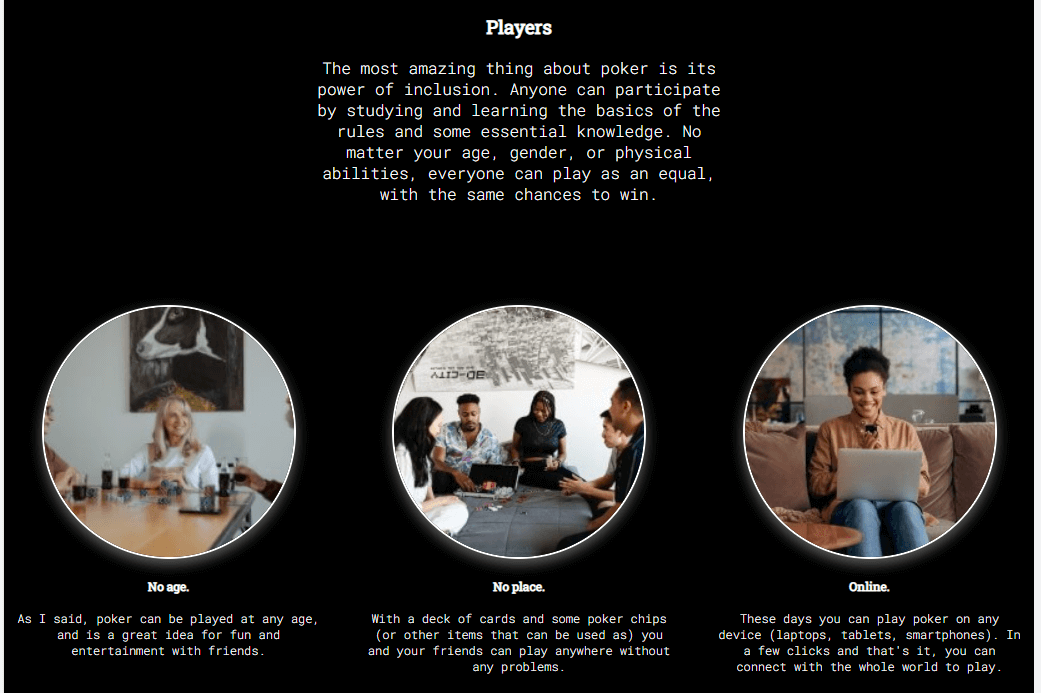 Players
The most amazing thing about poker is its
power of inclusion. Anyone can participate
by studying and learning the basics of the
rules and some essential knowledge. No
matter your age, gender, or physical
abilities, everyone can play as an equal,
with the same chances to win.
AD-CITY
No age.
As I said, poker can be played at any age,
and is a great idea for fun and
entertainment with friends.
No place.
With a deck of cards and some poker chips
(or other items that can be used as) you
and your friends can play anywhere without
any problems.
Online.
These days you can play poker on any
device (laptops, tablets, smartphones). In
a few clicks and that's it, you can
connect with the whole world to play.